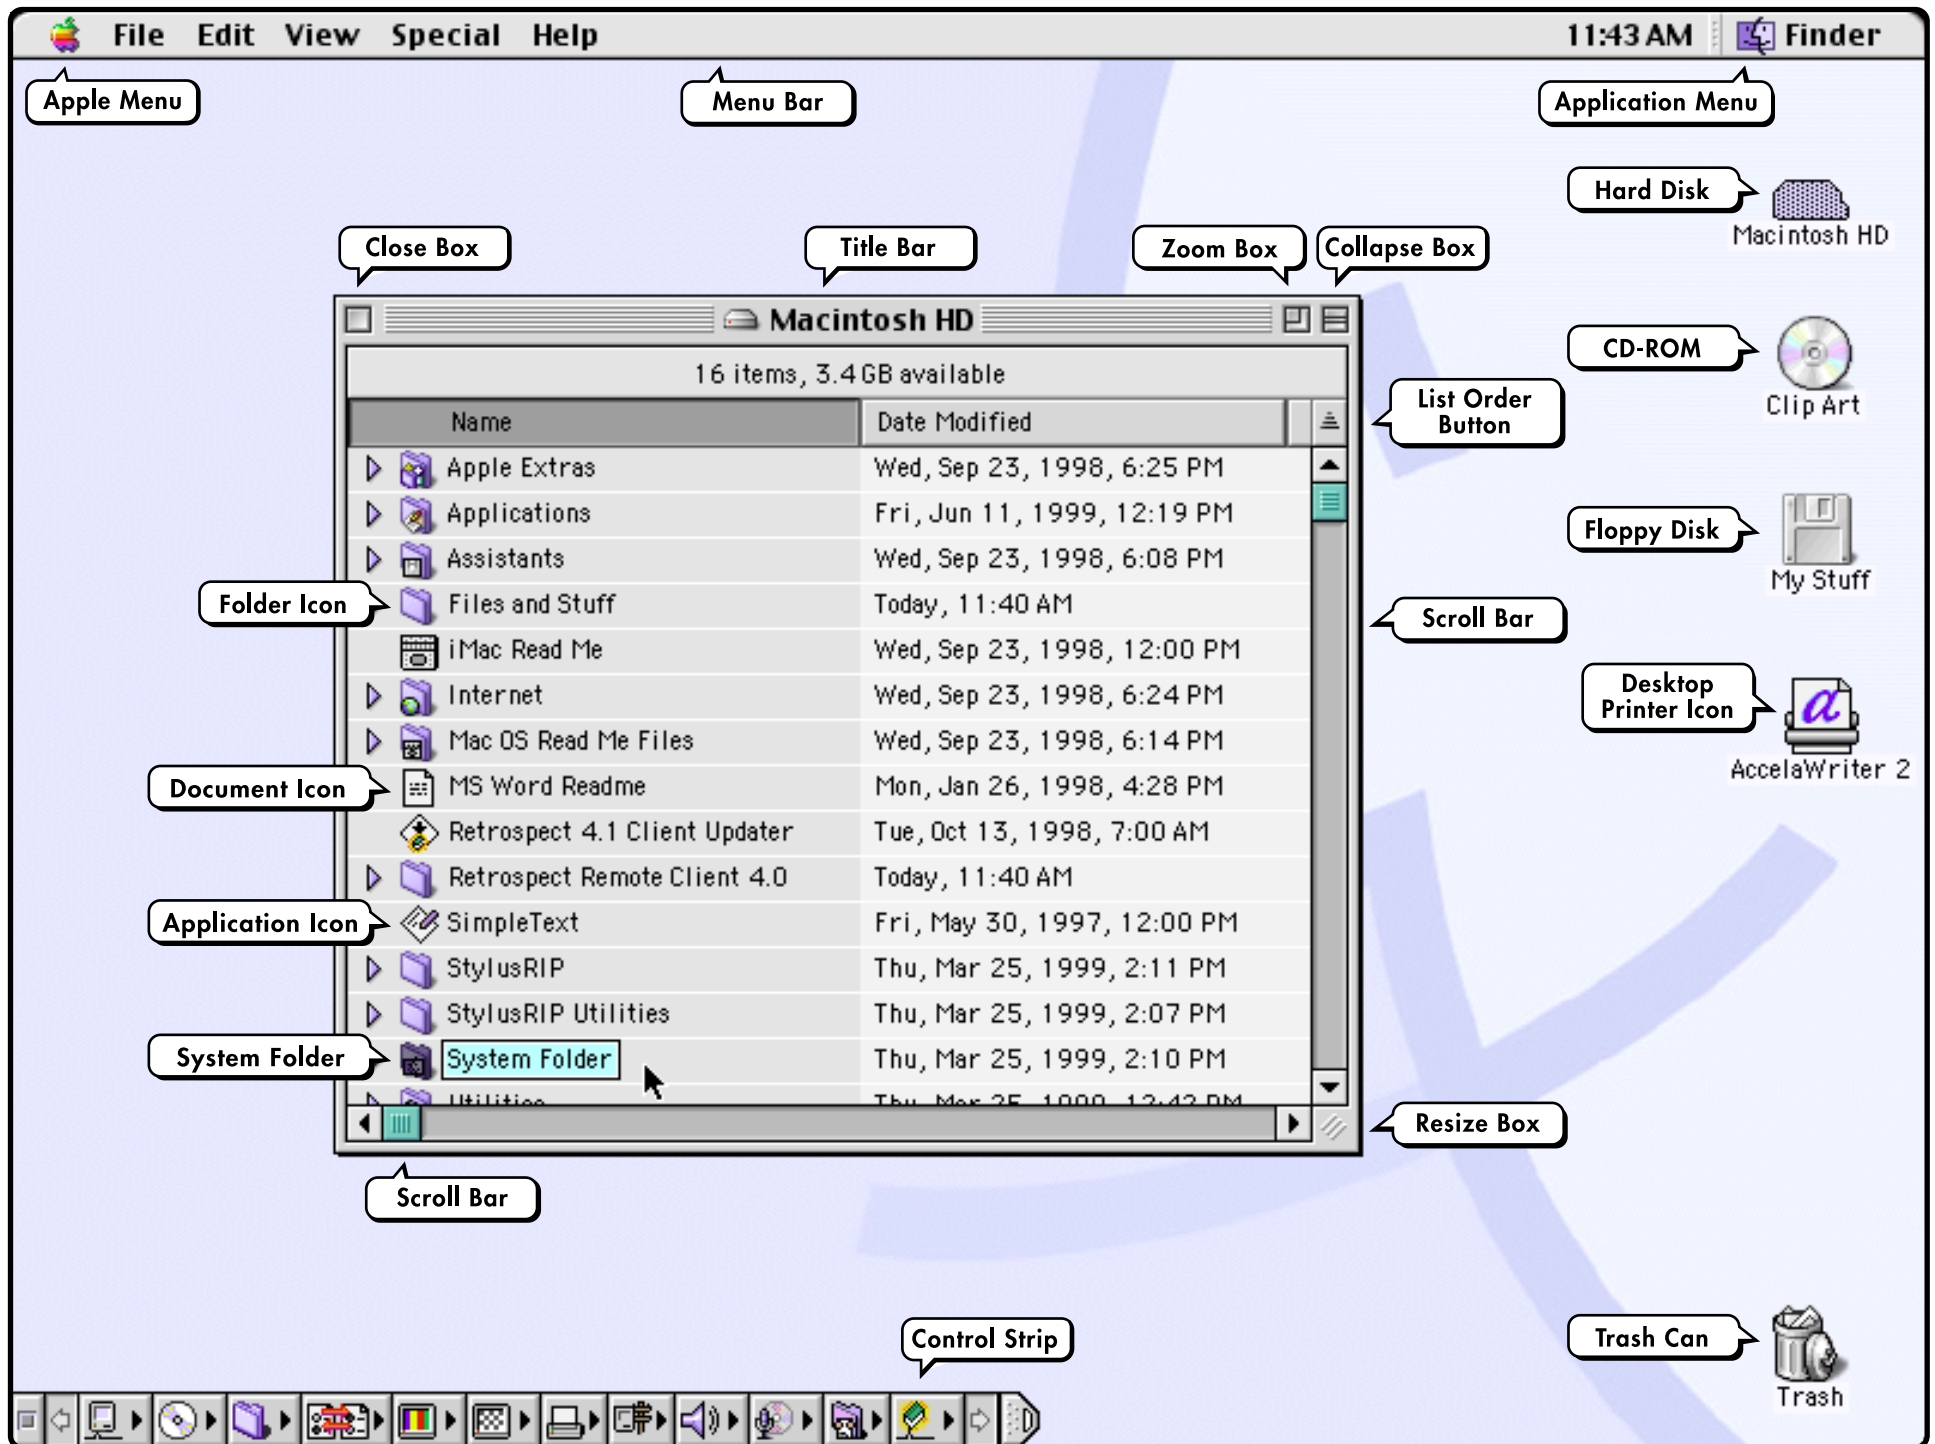 File Edit View Special Help 11:43 AM Finder
Apple Menu
Menu Bar
Application Menu
Hard Disk
Macintosh HD
Close Box
Title Bar
Zoom Box
Collapse Box
Macintosh HD
16 items, 3.4 GB available
CD-ROM
Clip Art
List Order
Button
Name Date Modified
Apple Extras Wed, Sep 23, 1998, 6:25 PM
Applications Fri, Jun 11, 1999, 12:19 PM
Floppy Disk
My Stuff
Assistants Wed, Sep 23, 1998, 6:08 PM
Folder Icon
Files and Stuff Today, 11:40 AM
Scroll Bar
iMac Read Me Wed, Sep 23, 1998, 12:00 PM
Internet Wed, Sep 23, 1998, 6:24 PM
Desktop
Printer Icon
AccelaWriter 2
Mac OS Read Me Files Wed, Sep 23, 1998, 6:14 PM
Document Icon
MS Word Readme Mon, Jan 26, 1998, 4:28 PM
Retrospect 4.1 Client Updater Tue, Oct 13, 1998, 7:00 AM
Retrospect Remote Client 4.0 Today, 11:40 AM
Application Icon
SimpleText Fri, May 30, 1997, 12:00 PM
StylusRIP Thu, Mar 25, 1999, 2:11 PM
StylusRIP Utilities Thu, Mar 25, 1999, 2:07 PM
System Folder
System Folder Thu, Mar 25, 1999, 2:10 PM
Utilities Thu, Mar 25, 1999, 12:42 PM
Resize Box
Scroll Bar
Control Strip
Trash Can
Trash